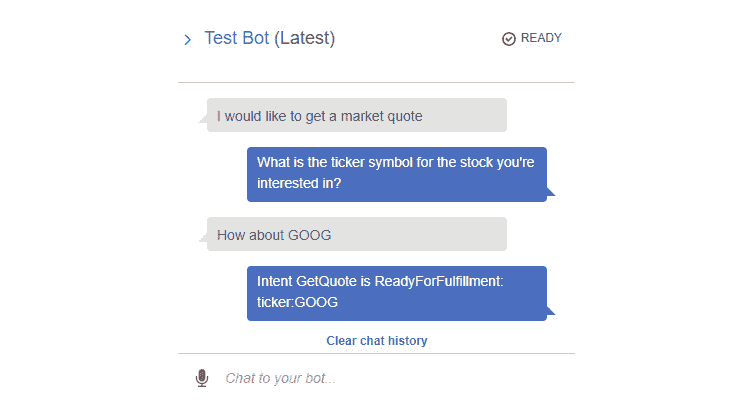 Test Bot (Latest)
READY
I would like to get a market quote
What is the ticker symbol for the stock you're
interested in?
How about GOOG
Intent GetQuote is ReadyForFulfillment:
ticker:GOOG
Clear chat history
Chat to your bot...